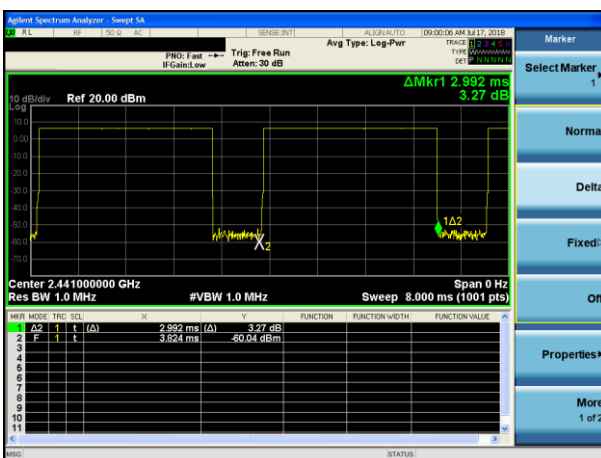 Agilent Spectrum Analyzer - Swept SA
RL RF 50 Ω AC SENSE:INT ALIGN AUTO 09:00:06 AM Jul 17, 2018
Avg Type: Log-Pwr
TRACE 1 2 3 4 5 6
PNO: Fast Trig: Free Run
TYPE
IFGain:Low Atten: 30 dB
DET P N N N N N
ΔMkr1 2.992 ms
3.27 dB
10 dB/div Ref 20.00 dBm
Log
10.0
0.00
-10.0
-20.0
-30.0
-40.0
1Δ2
-50.0
X2
-60.0
-70.0
Center 2.441000000 GHz Span 0 Hz
Res BW 1.0 MHz #VBW 1.0 MHz Sweep 8.000 ms (1001 pts)
MKR MODE TRC SCL X Y FUNCTION FUNCTION WIDTH FUNCTION VALUE
1 Δ2 1 t (Δ) 2.992 ms (Δ) 3.27 dB
2 F 1 t 3.824 ms -60.04 dBm
3
4
5
6
7
8
9
10
11
MSG STATUS
Marker
Select Marker
1
Norma
Delta
Fixed
Off
Properties
More
1 of 2